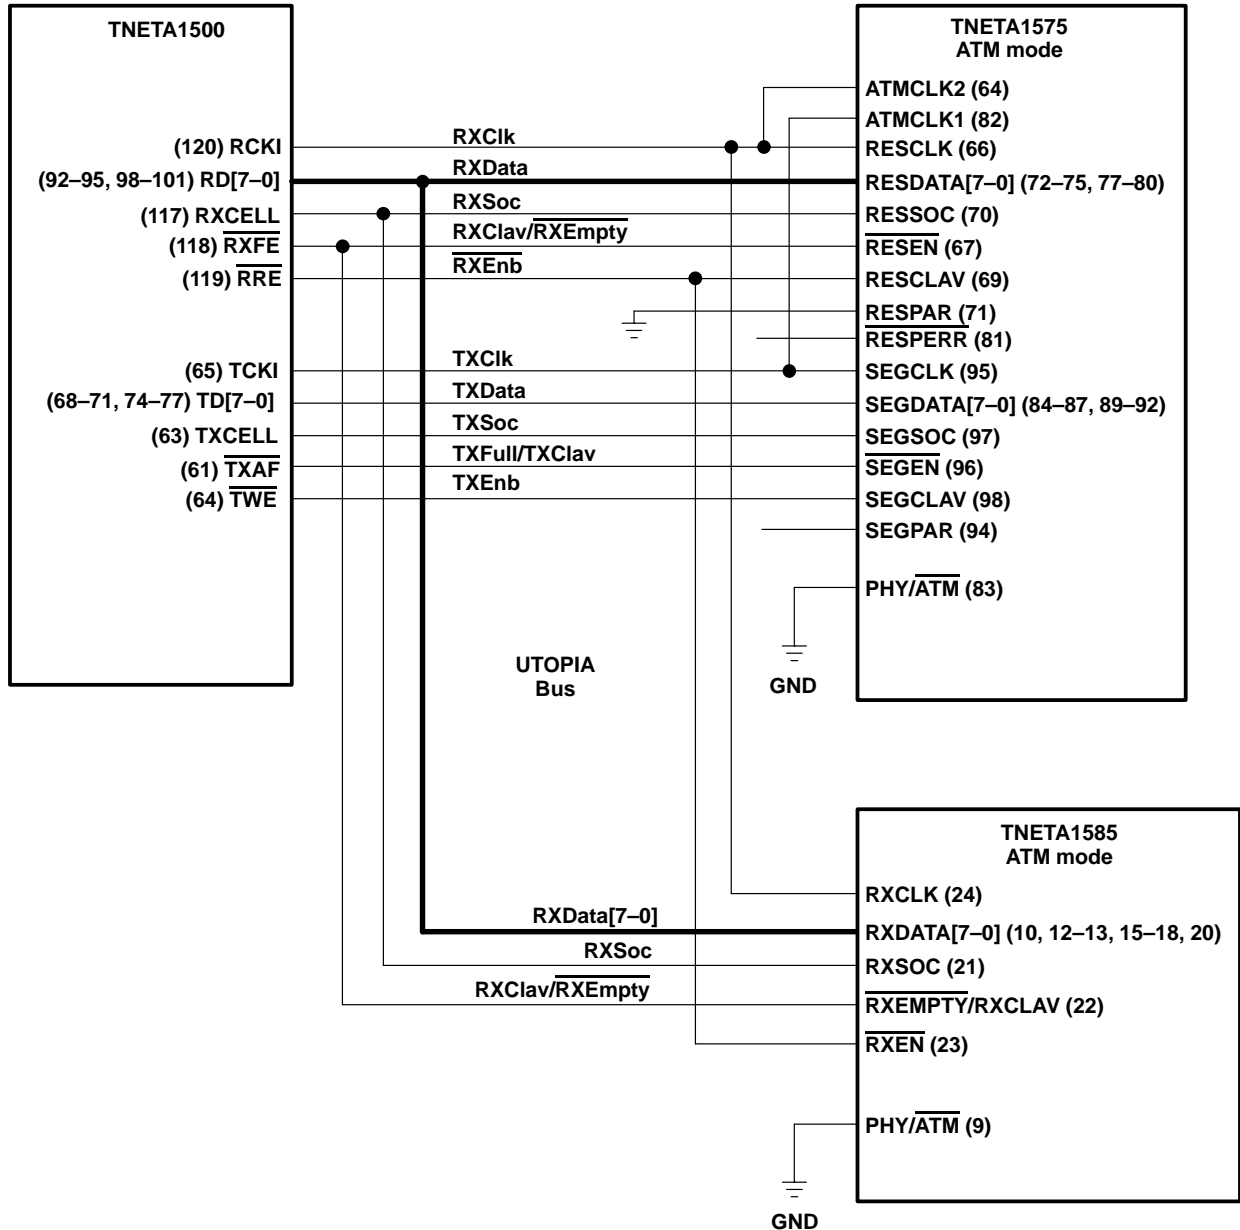 TNETA1500
(120) RCKI
(92–95, 98–101) RD[7–0]
(117) RXCELL
(118) RXFE
(119) RRE
(65) TCKI
(68–71, 74–77) TD[7–0]
(63) TXCELL
(61) TXAF
(64) TWE
RXClk
RXData
RXSoc
RXClav/RXEmpty
RXEnb
TXClk
TXData
TXSoc
TXFull/TXClav
TXEnb
TNETA1575
ATM mode
ATMCLK2 (64)
ATMCLK1 (82)
RESCLK (66)
RESDATA[7–0] (72–75, 77–80)
RESSOC (70)
RESEN (67)
RESCLAV (69)
RESPAR (71)
RESPERR (81)
SEGCLK (95)
SEGDATA[7–0] (84–87, 89–92)
SEGSOC (97)
SEGEN (96)
SEGCLAV (98)
SEGPAR (94)
PHY/ATM (83)
GND
UTOPIA
Bus
RXData[7–0]
RXSoc
RXClav/RXEmpty
TNETA1585
ATM mode
RXCLK (24)
RXDATA[7–0] (10, 12–13, 15–18, 20)
RXSOC (21)
RXEMPTY/RXCLAV (22)
RXEN (23)
PHY/ATM (9)
GND